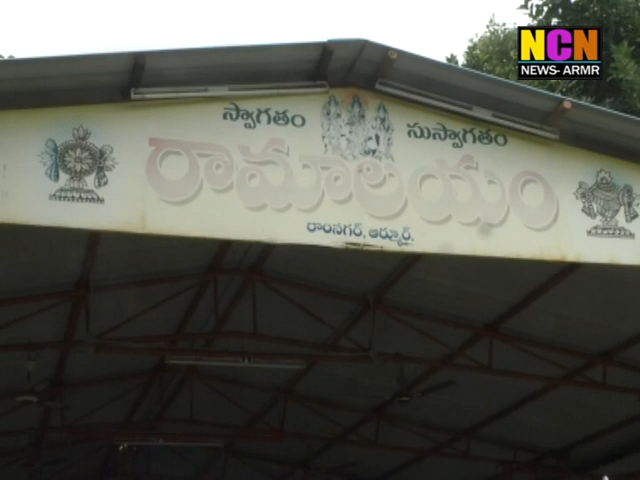 NCN
NEWS- ARMR
స్వాగతం
సుస్వాగతం
రామాలయం
రాంనగర్, ఆర్మూర్.